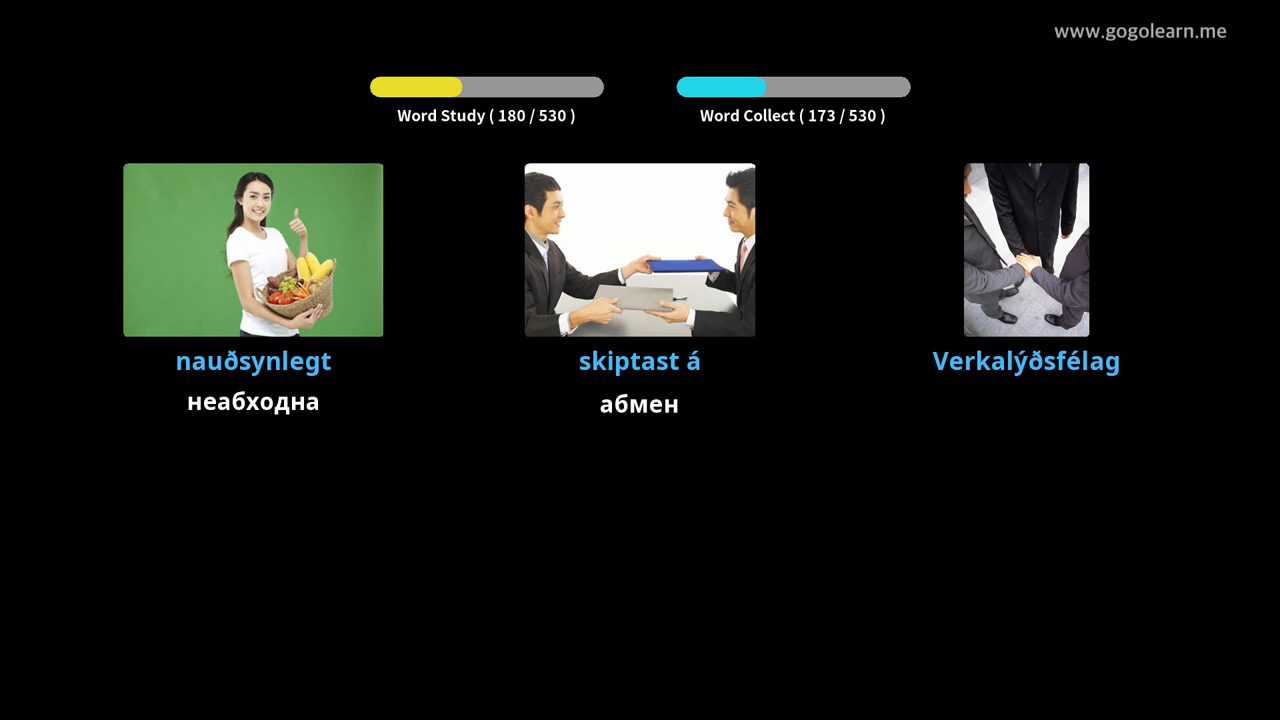 www.gogolearn.me
Word Study ( 180 / 530 )
Word Collect ( 173 / 530 )
nauðsynlegt
неабходна
skiptast á
абмен
Verkalýðsfélag